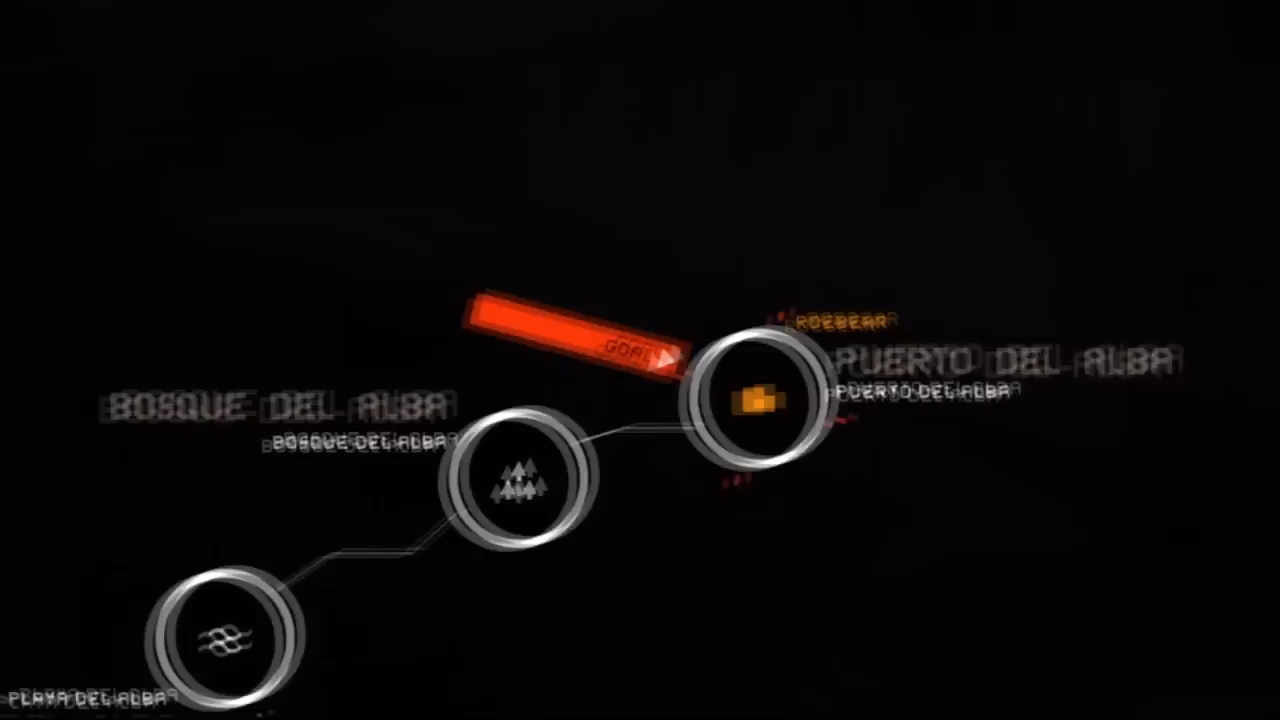 ROEBEAR
GOAL
PUERTO DEL ALBA
PUERTO DEL ALBA
BOSQUE DEL ALBA
BOSQUE DEL ALBA
PLAYA DEL ALBA